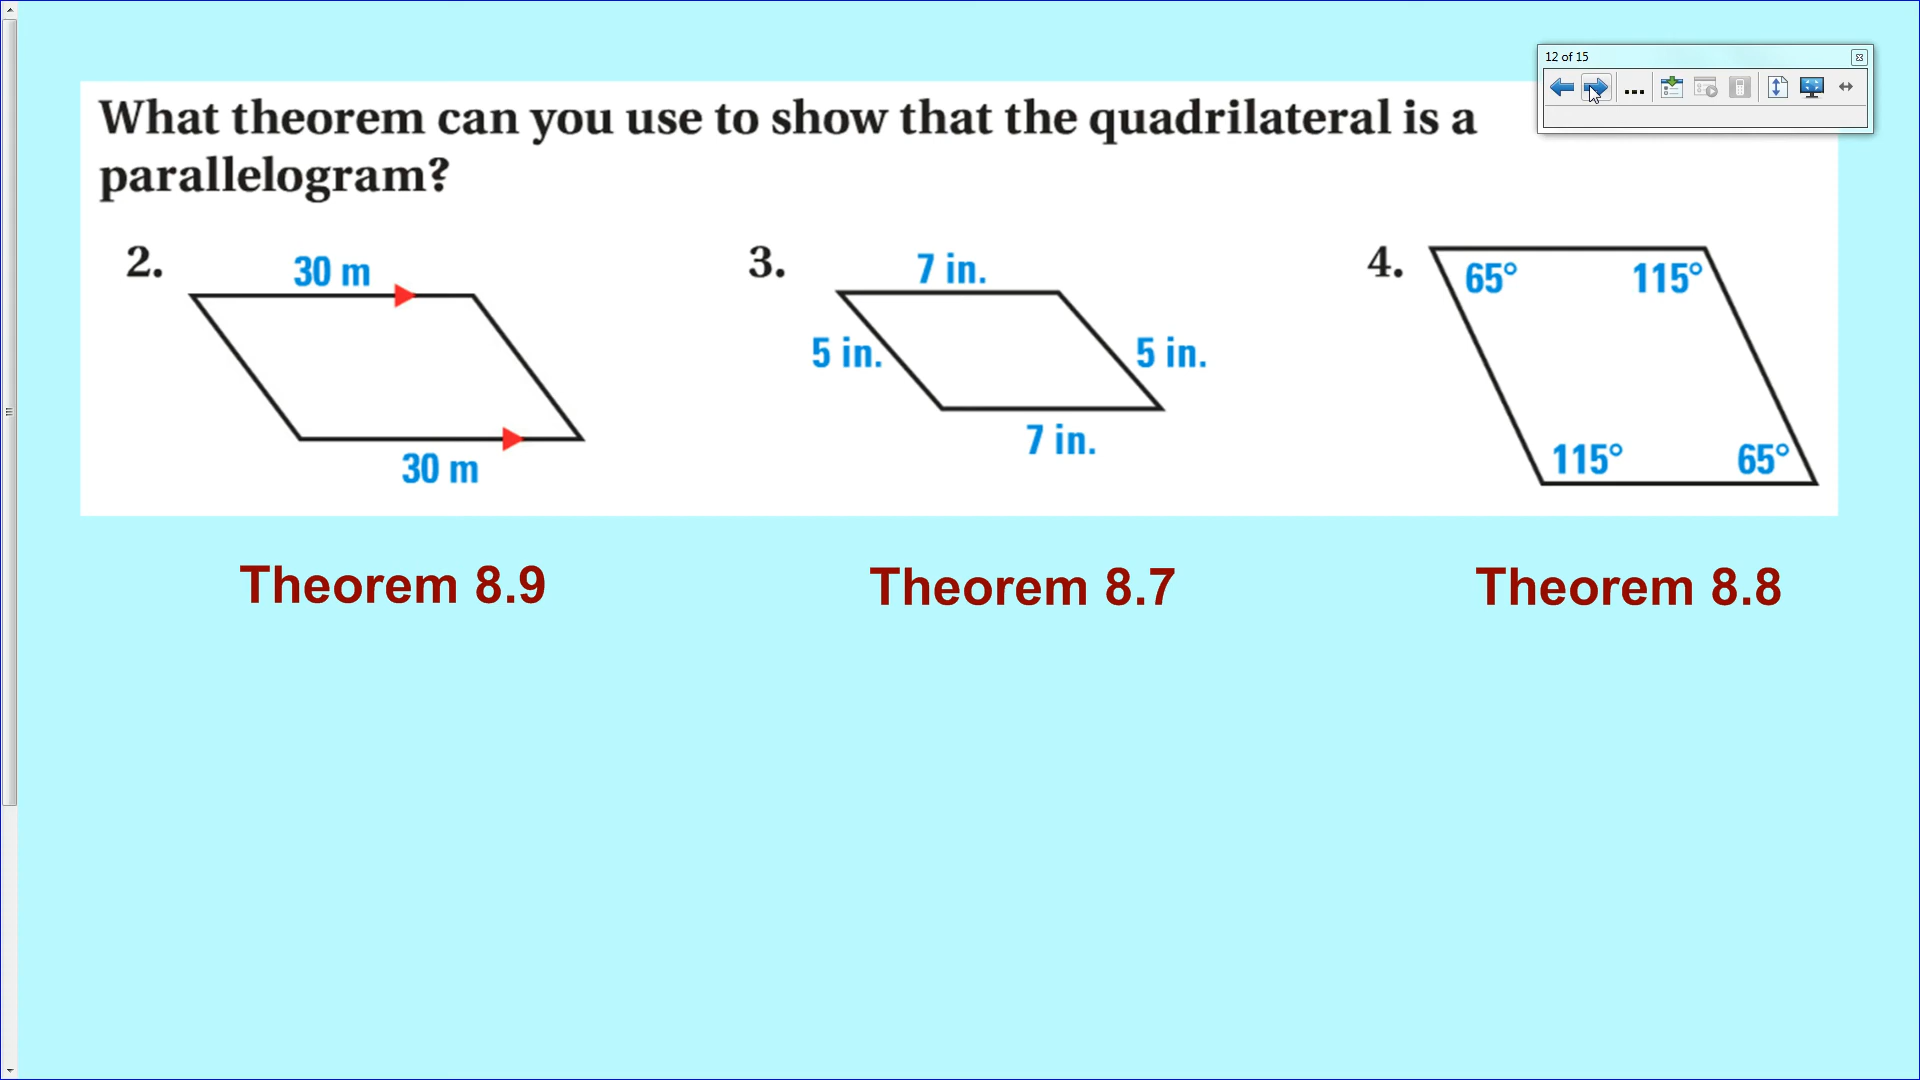 12 of 15
What theorem can you use to show that the quadrilateral is a
parallelogram?
2.
30 m
30 m
3.
7 in.
5 in.
5 in.
7 in.
4.
65°
115°
115°
65°
Theorem 8.9
Theorem 8.7
Theorem 8.8